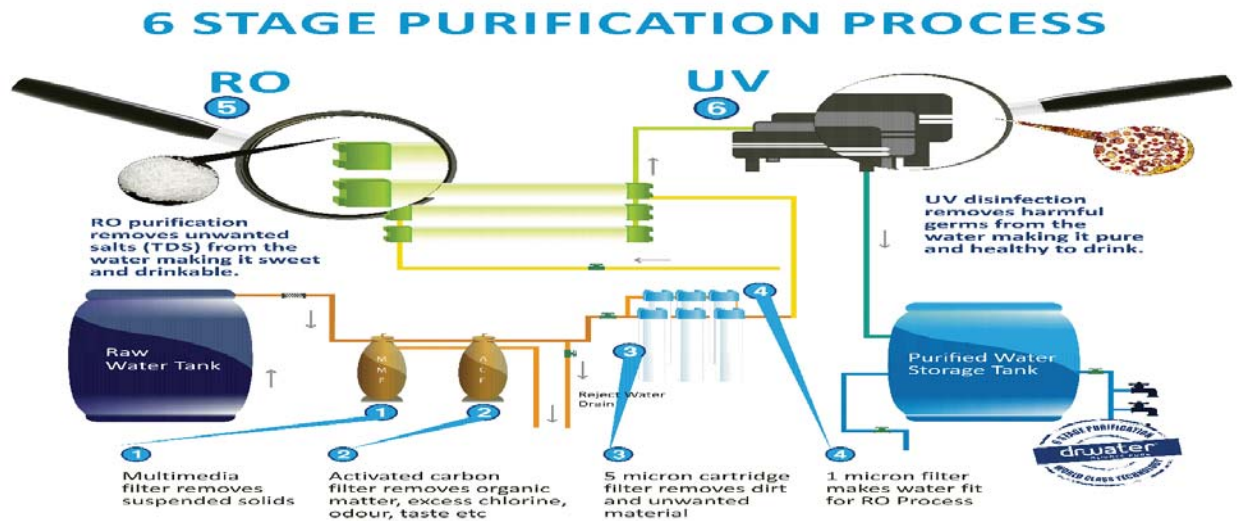 6 STAGE PURIFICATION PROCESS
RO
5
UV
6
RO purification
removes unwanted
salts (TDS) from the
water making it sweet
and drinkable.
UV disinfection
removes harmful
germs from the
water making it pure
and healthy to drink.
Raw
Water Tank
MMF
ACF
1
2
3
4
Reject Water
Drain
Purified Water
Storage Tank
6 STAGE PURIFICATION
drwater
ALWAYS PURE
WORLD CLASS TECHNOLOGY
1
Multimedia
filter removes
suspended solids
2
Activated carbon
filter removes organic
matter, excess chlorine,
odour, taste etc
3
5 micron cartridge
filter removes dirt
and unwanted
material
4
1 micron filter
makes water fit
for RO Process